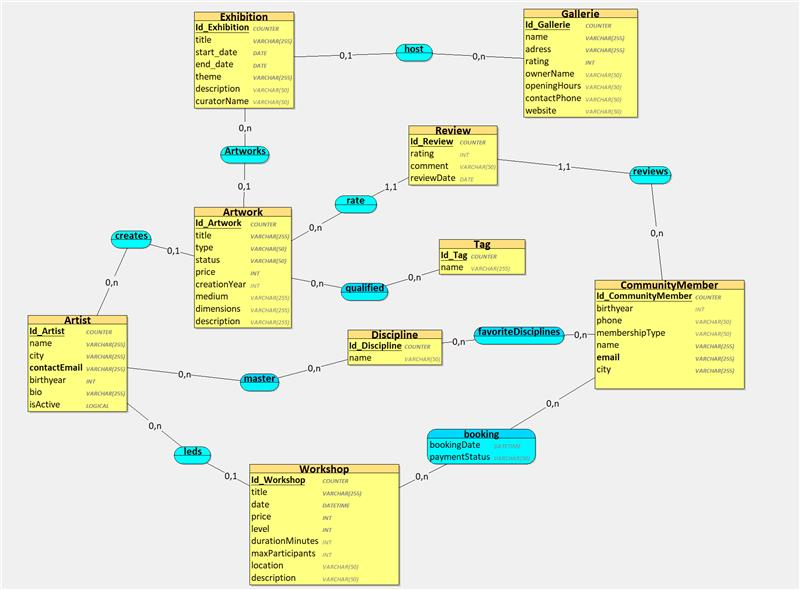 Exhibition
Id_Exhibition COUNTER
title VARCHAR(255)
start_date DATE
end_date DATE
theme VARCHAR(255)
description VARCHAR(50)
curatorName VARCHAR(50)
0,1
host
0,n
Gallerie
Id_Gallerie COUNTER
name VARCHAR(255)
adress VARCHAR(255)
rating INT
ownerName VARCHAR(50)
openingHours VARCHAR(50)
contactPhone VARCHAR(50)
website VARCHAR(50)
0,n
Artworks
0,1
Review
Id_Review COUNTER
rating INT
comment VARCHAR(50)
reviewDate DATE
1,1
reviews
0,n
1,1
rate
0,n
Artwork
Id_Artwork COUNTER
title VARCHAR(255)
type VARCHAR(50)
status VARCHAR(50)
price INT
creationYear INT
medium VARCHAR(255)
dimensions VARCHAR(255)
description VARCHAR(255)
creates
0,1
0,n
0,n
qualified
0,n
Tag
Id_Tag COUNTER
name VARCHAR(255)
CommunityMember
Id_CommunityMember COUNTER
birthyear INT
phone VARCHAR(50)
membershipType VARCHAR(50)
name VARCHAR(255)
email VARCHAR(255)
city VARCHAR(255)
Artist
Id_Artist COUNTER
name VARCHAR(255)
city VARCHAR(255)
contactEmail VARCHAR(255)
birthyear INT
bio VARCHAR(255)
isActive LOGICAL
Discipline
Id_Discipline COUNTER
name VARCHAR(50)
0,n
favoriteDisciplines
0,n
0,n
master
0,n
0,n
leds
0,1
0,n
booking
bookingDate DATETIME
paymentStatus VARCHAR(50)
0,n
Workshop
Id_Workshop COUNTER
title VARCHAR(255)
date DATETIME
price INT
level INT
durationMinutes INT
maxParticipants INT
location VARCHAR(50)
description VARCHAR(50)